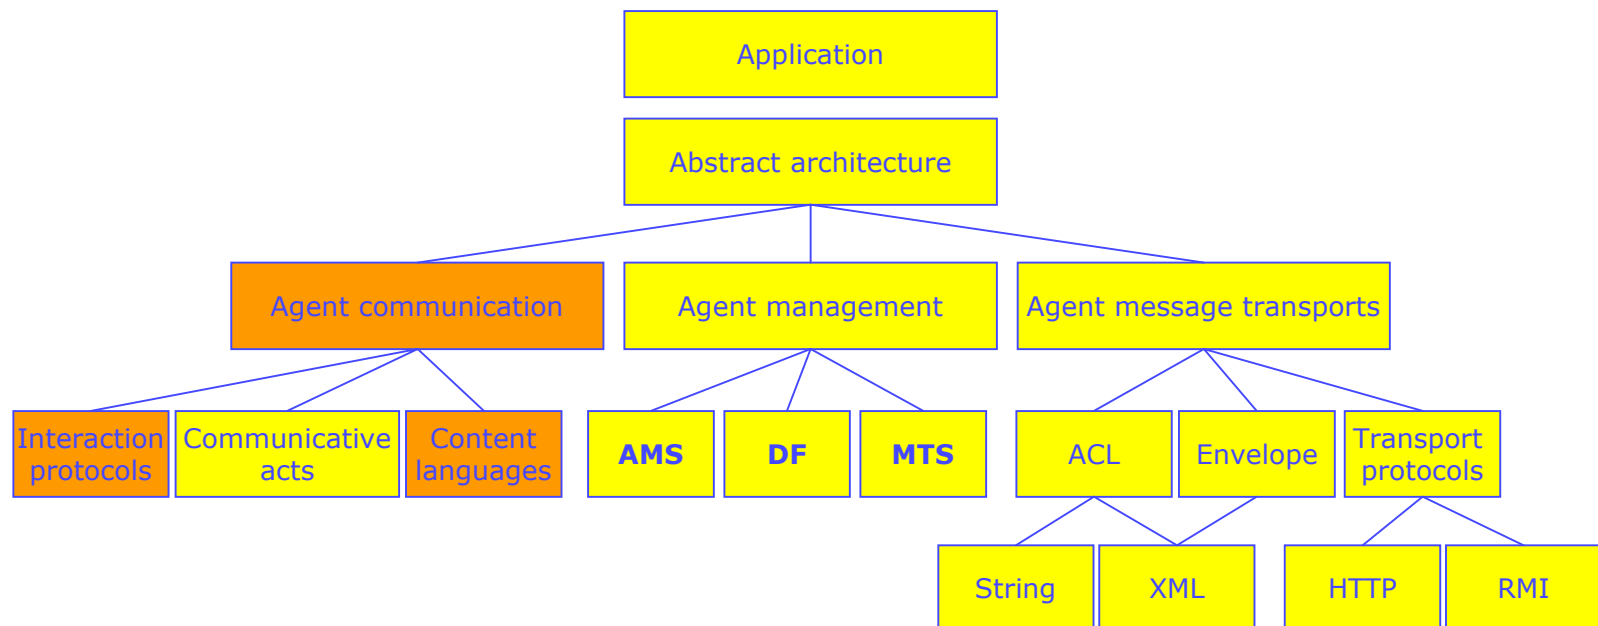 Application
Abstract architecture
Agent communication
Agent management
Agent message transports
Interaction
protocols
Communicative
acts
Content
languages
AMS
DF
MTS
ACL
Envelope
Transport
protocols
String
XML
HTTP
RMI